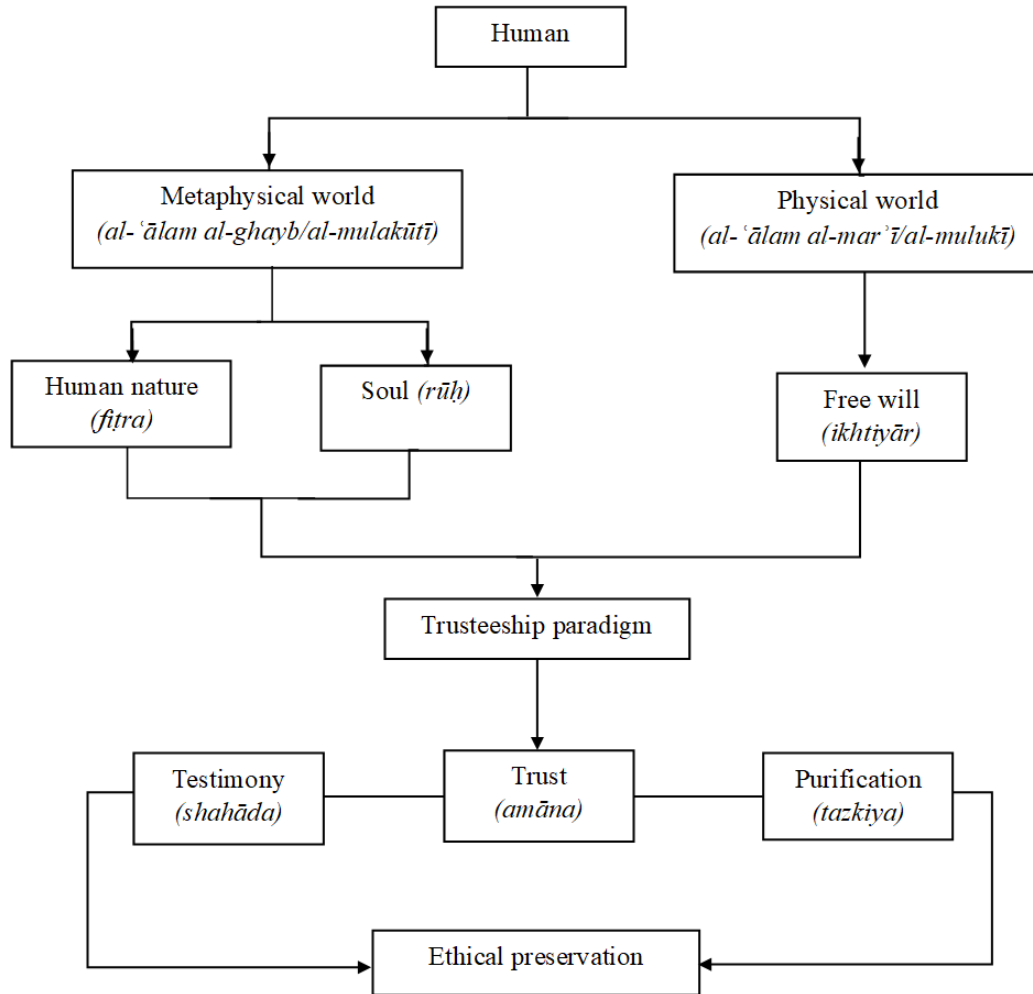 Human
Metaphysical world
(al-ʿālam al-ghayb/al-mulakūtī)
Physical world
(al-ʿālam al-marʾī/al-mulukī)
Human nature
(fiṭra)
Soul (rūḥ)
Free will
(ikhtiyār)
Trusteeship paradigm
Testimony
(shahāda)
Trust
(amāna)
Purification
(tazkiya)
Ethical preservation